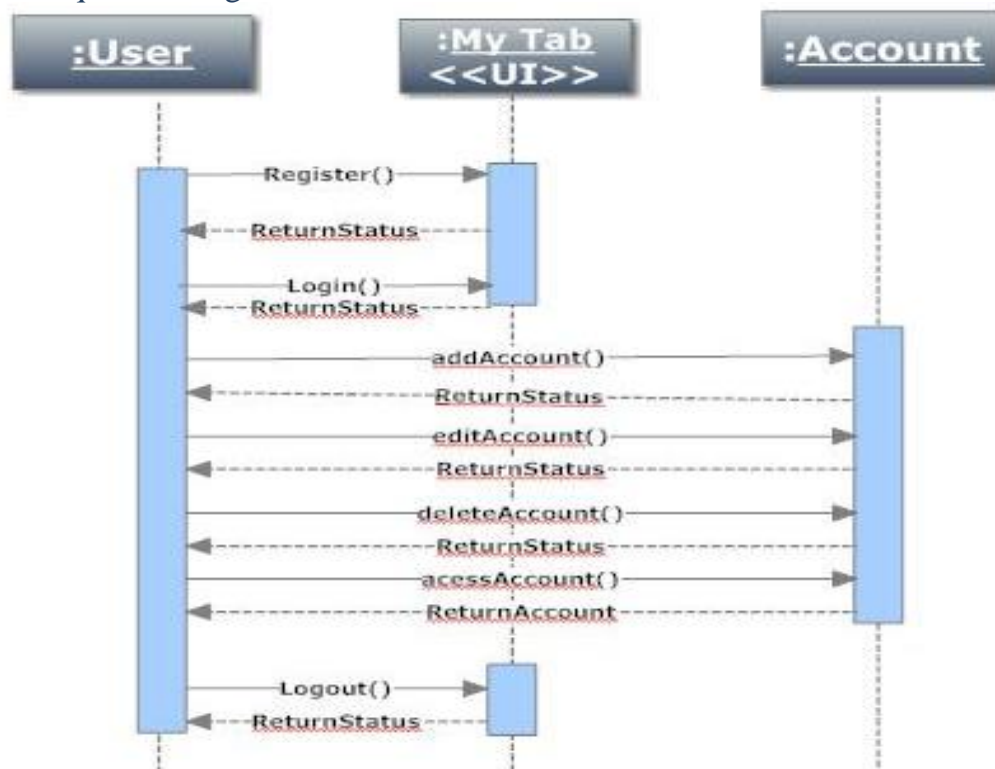 :User
:My Tab
<<UI>>
:Account
Register()
ReturnStatus
Login()
ReturnStatus
addAccount()
ReturnStatus
editAccount()
ReturnStatus
deleteAccount()
ReturnStatus
acessAccount()
ReturnAccount
Logout()
ReturnStatus